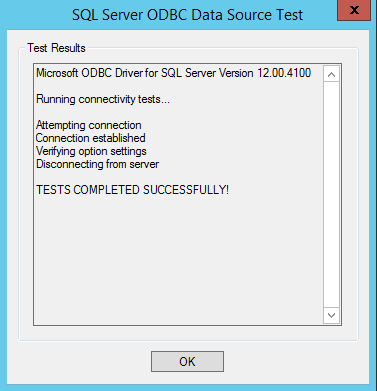 SQL Server ODBC Data Source Test
x
Test Results
Microsoft ODBC Driver for SQL Server Version 12.00.4100
Running connectivity tests...
Attempting connection
Connection established
Verifying option settings
Disconnecting from server
TESTS COMPLETED SUCCESSFULLY!
OK